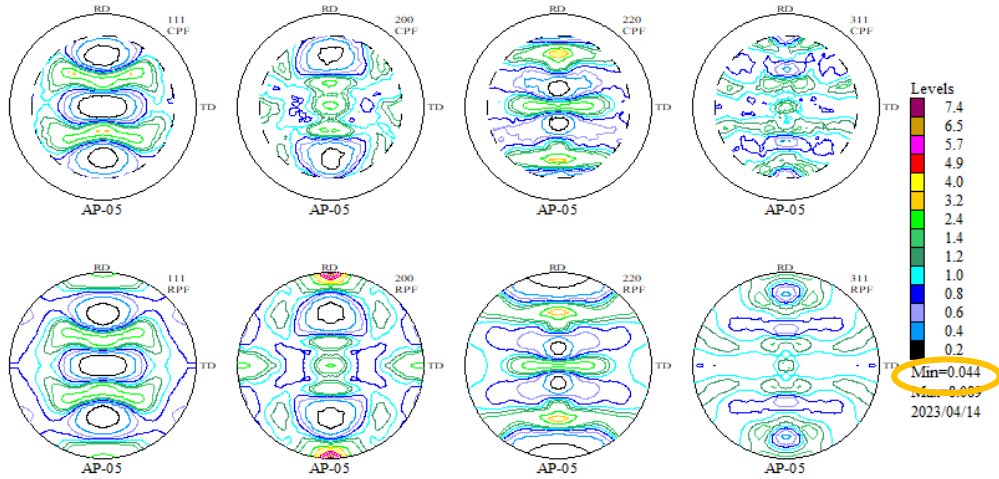 RD
111
CPF
TD
AP-05
RD
200
CPF
TD
AP-05
RD
220
CPF
TD
AP-05
RD
311
CPF
TD
AP-05
RD
111
RPF
TD
AP-05
RD
200
RPF
TD
AP-05
RD
220
RPF
TD
AP-05
RD
311
RPF
TD
AP-05
Levels
7.4
6.5
5.7
4.9
4.0
3.2
2.4
1.4
1.2
1.0
0.8
0.6
0.4
0.2
Min=0.044
2023/04/14